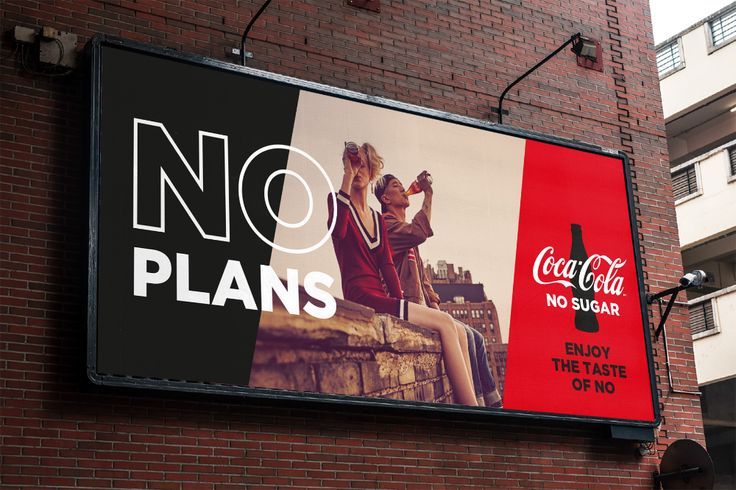 NO
PLANS
Coca-Cola
NO SUGAR
ENJOY
THE TASTE
OF NO